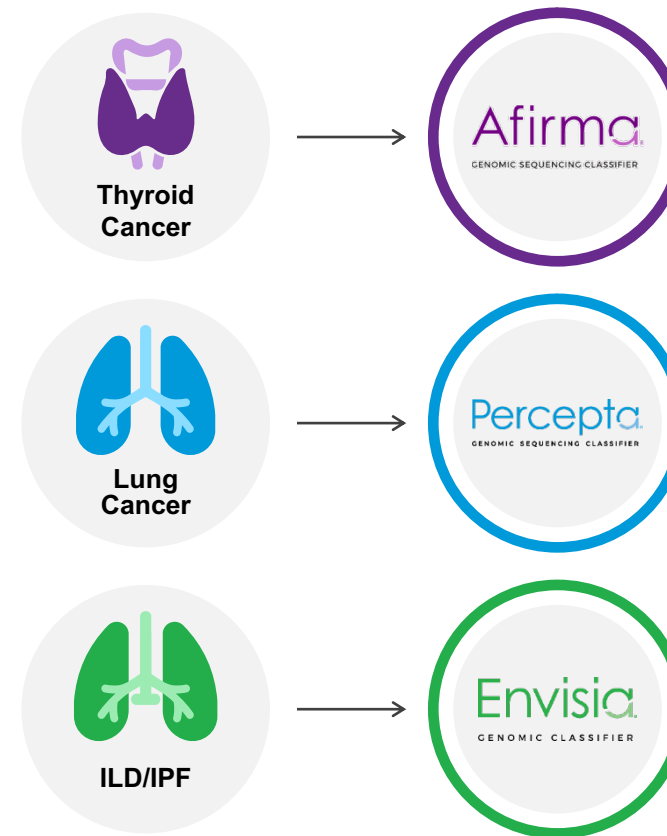 Thyroid
Cancer
Afirma.
GENOMIC SEQUENCING CLASSIFIER
Lung
Cancer
Percepta.
GENOMIC SEQUENCING CLASSIFIER
ILD/IPF
Envisia.
GENOMIC CLASSIFIER